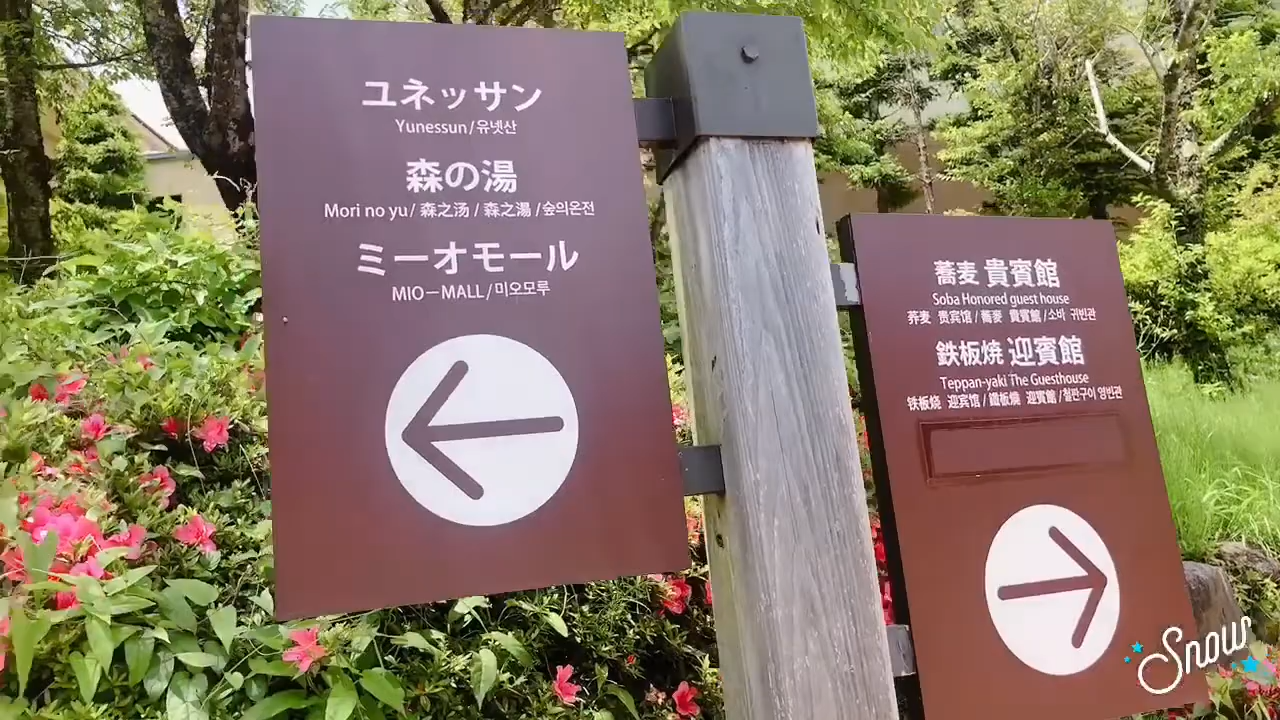 ユネッサン
Yunessun/유넷산
森の湯
Mori no yu/ 森之汤 / 森之湯 /숲의온전
ミーオモール
MIO-MALL/미오모루
蕎麦 貴賓館
Soba Honored guest house
荞麦 贵宾馆/蕎麥 貴賓館/소바 귀빈관
鉄板焼 迎賓館
Teppan-yaki The Guesthouse
铁板烧 迎宾馆/鐵板燒 迎賓館/철판구이 영빈관
Snow